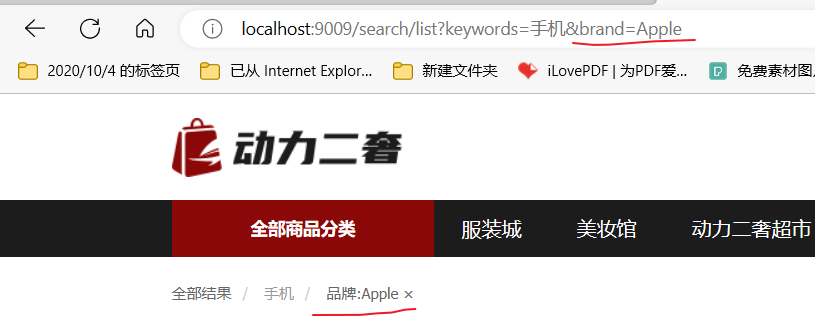 localhost:9009/search/list?keywords=手机&brand=Apple
2020/10/4 的标签页 已从 Internet Explor... 新建文件夹 iLovePDF | 为PDF爱... 免费素材图
动力二奢
全部商品分类 服装城 美妆馆 动力二奢超市
全部结果 / 手机 / 品牌:Apple ×